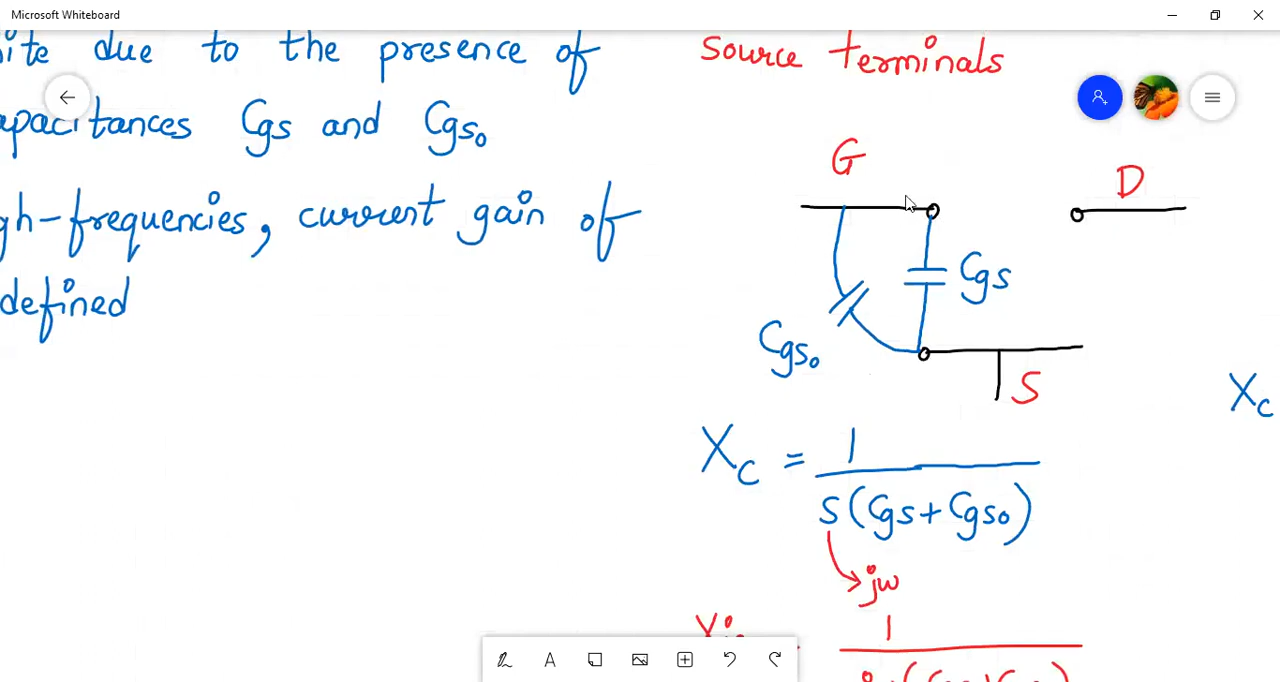 Microsoft Whiteboard
ite due to the presence of
apacitances Cgs and Cgso
gh-frequencies, current gain of
defined
Source terminals
G
D
Cgs
Cgso
S
Xc = 1
s(Cgs+Cgso)
jw
Xc
1